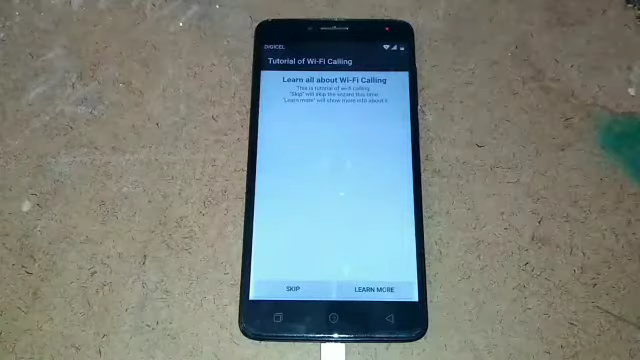 DIGICEL
Tutorial of Wi-Fi Calling
Learn all about Wi-Fi Calling
This is tutorial of wi-fi calling.
"Skip" will skip the wizard this time.
"Learn more" will show more info about it
SKIP
LEARN MORE